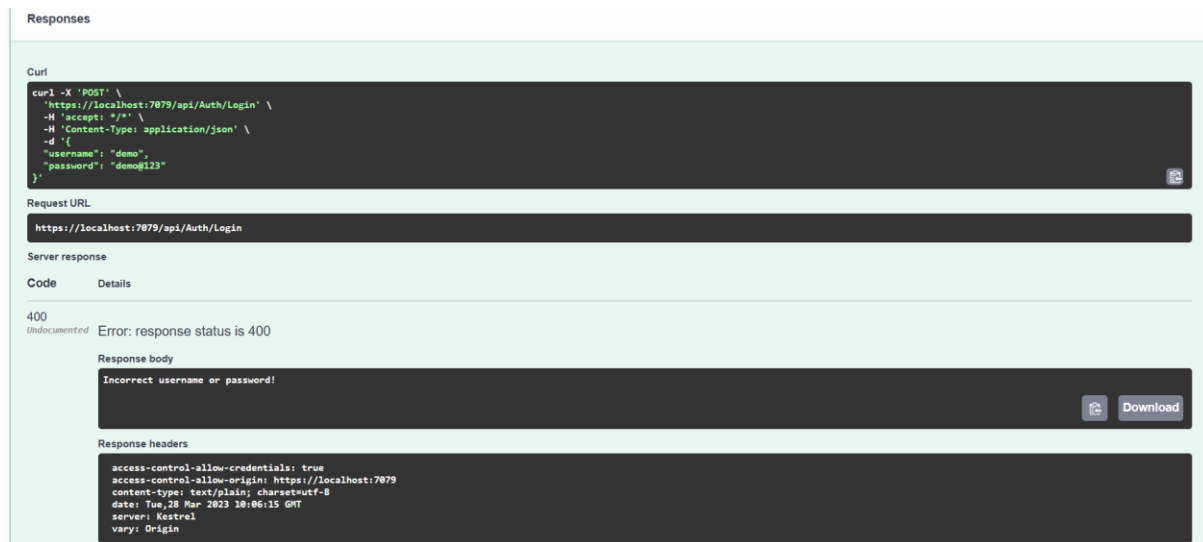 Responses
Curl
curl -X 'POST' \
'https://localhost:7079/api/Auth/Login' \
-H 'accept: */*' \
-H 'Content-Type: application/json' \
-d '{
"username": "demo",
"password": "demo@123"
}'
Request URL
https://localhost:7079/api/Auth/Login
Server response
Code Details
400
Undocumented Error: response status is 400
Response body
Incorrect username or password!
Download
Response headers
access-control-allow-credentials: true
access-control-allow-origin: https://localhost:7079
content-type: text/plain; charset=utf-8
date: Tue,28 Mar 2023 10:06:15 GMT
server: Kestrel
vary: Origin